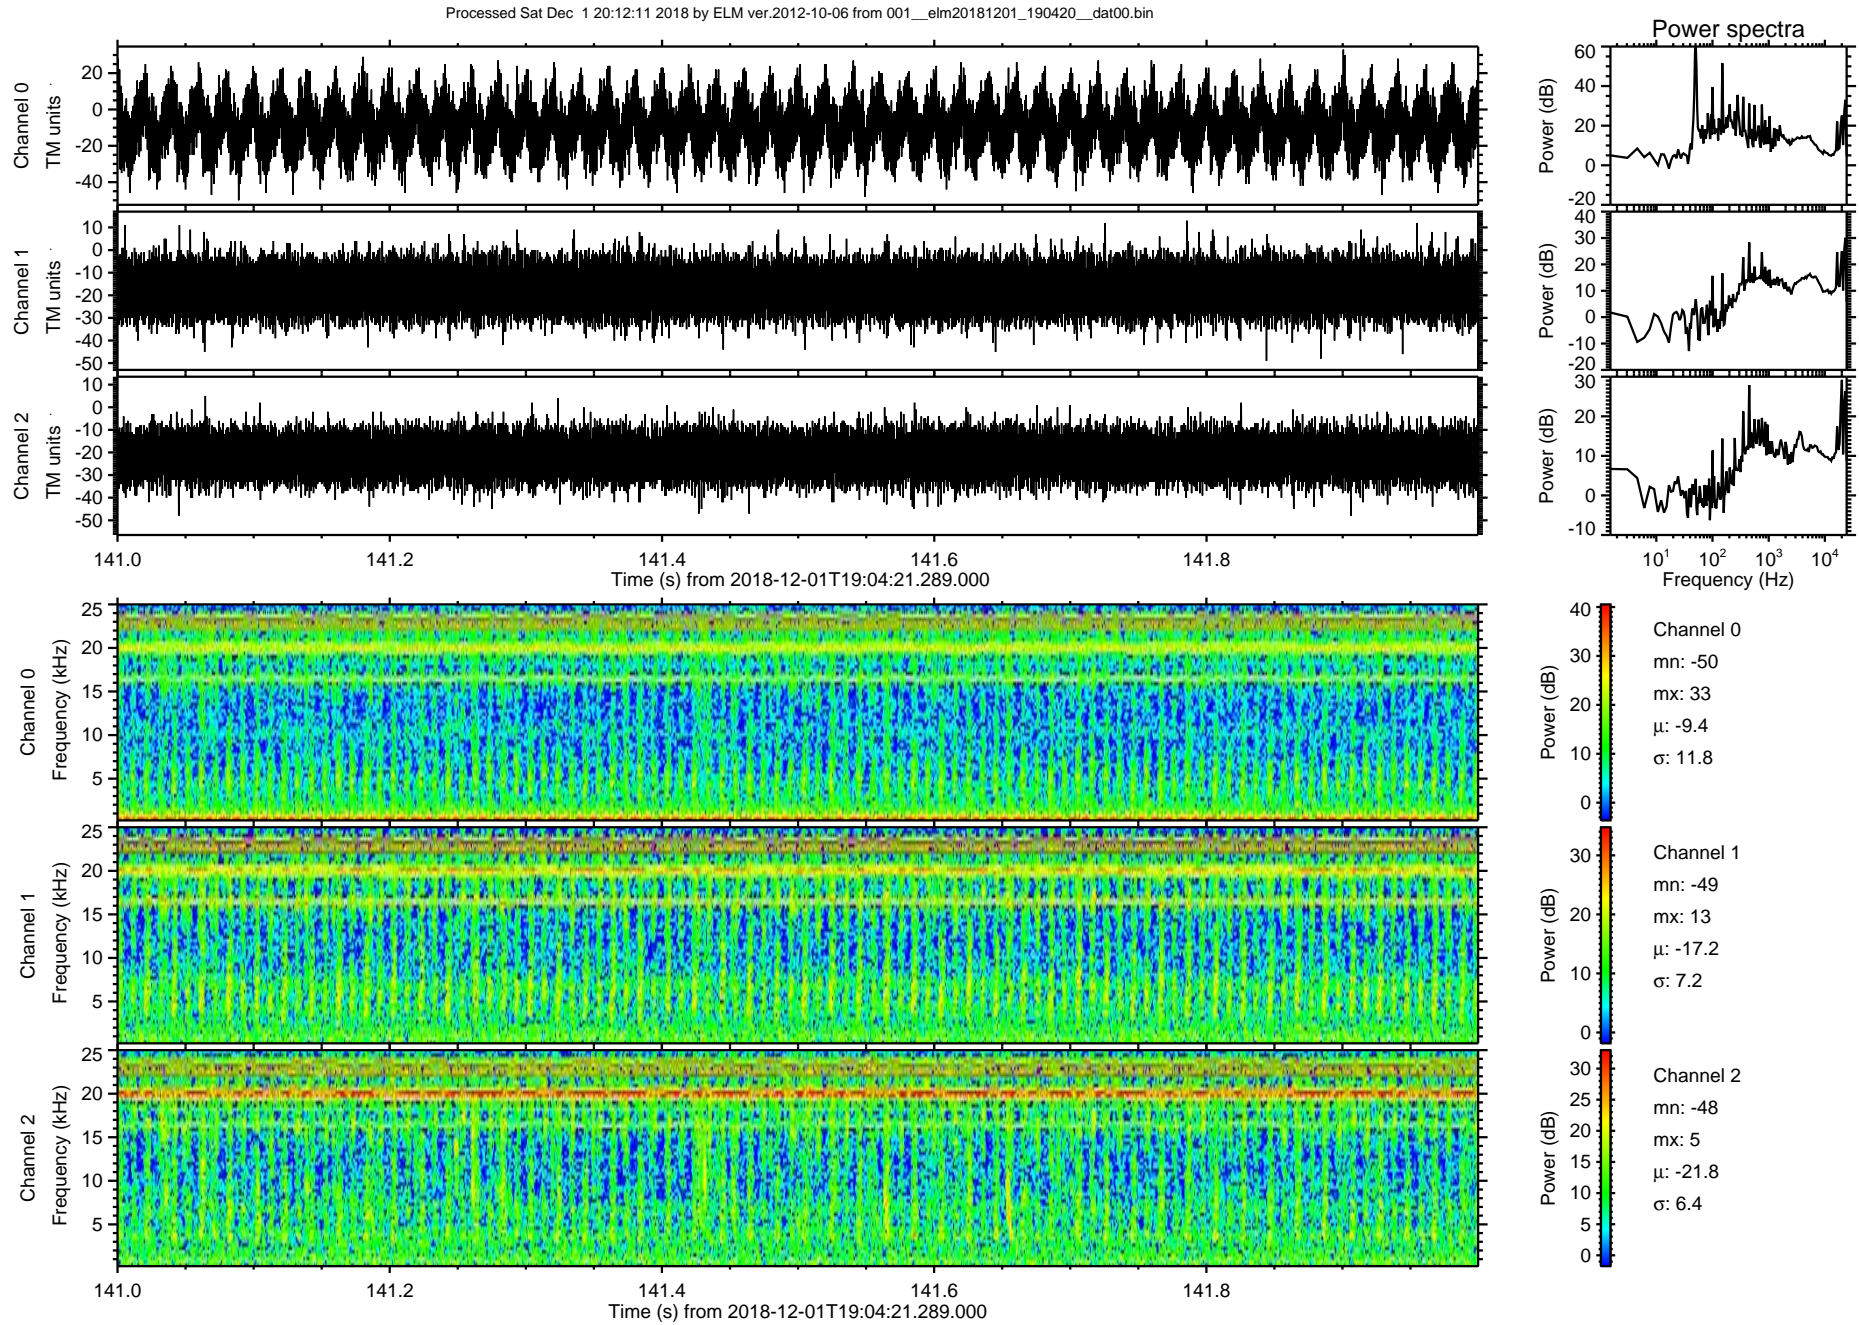 Processed Sat Dec  1 20:12:11 2018 by ELM ver.2012-10-06 from 001__elm20181201_190420__dat00.bin
Power spectra
Channel 0
TM units
20
0
-20
-40
Power (dB)
60
40
20
0
-20
Channel 1
TM units
10
0
-10
-20
-30
-40
-50
Power (dB)
40
30
20
10
0
-10
-20
Channel 2
TM units
10
0
-10
-20
-30
-40
-50
Power (dB)
30
20
10
0
-10
141.0 141.2 141.4 141.6 141.8
Time (s) from 2018-12-01T19:04:21.289.000
10¹ 10² 10³ 10⁴
Frequency (Hz)
Channel 0
Frequency (kHz)
25
20
15
10
5
Power (dB)
40
30
20
10
0
Channel 0
mn: -50
mx: 33
μ: -9.4
σ: 11.8
Channel 1
Frequency (kHz)
25
20
15
10
5
Power (dB)
30
20
10
0
Channel 1
mn: -49
mx: 13
μ: -17.2
σ: 7.2
Channel 2
Frequency (kHz)
25
20
15
10
5
Power (dB)
30
25
20
15
10
5
0
Channel 2
mn: -48
mx: 5
μ: -21.8
σ: 6.4
141.0 141.2 141.4 141.6 141.8
Time (s) from 2018-12-01T19:04:21.289.000